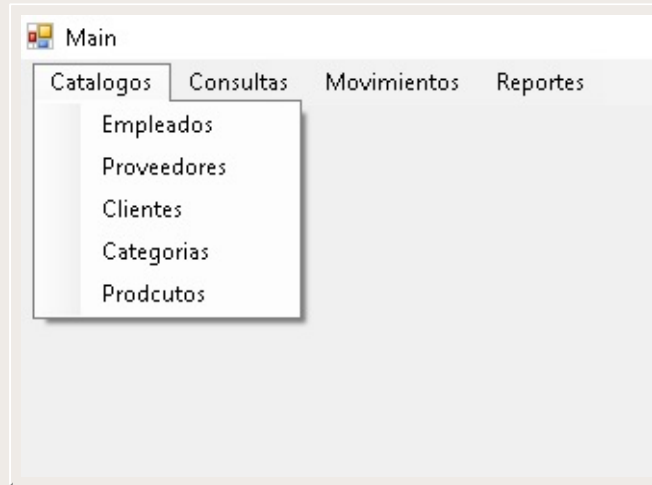 Main
Catalogos Consultas Movimientos Reportes
Empleados
Proveedores
Clientes
Categorias
Prodcutos